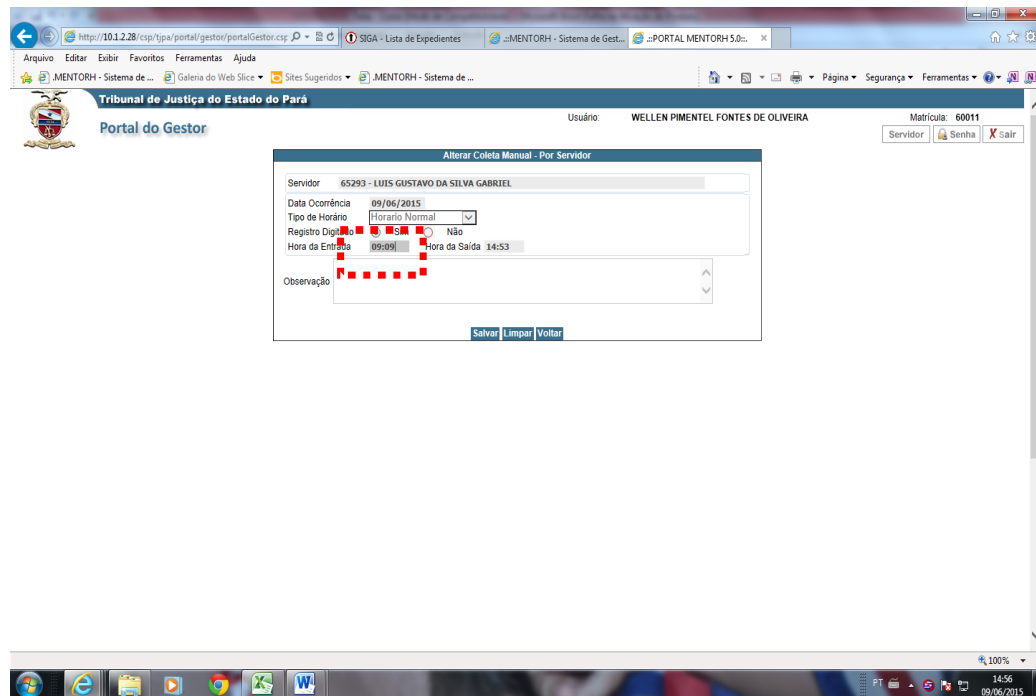 http://10.1.2.28/csp/tjpa/portal/gestor/portalGestor.csp
SIGA - Lista de Expedientes
.::MENTORH - Sistema de Gest...
.::PORTAL MENTORH 5.0::.
Arquivo Editar Exibir Favoritos Ferramentas Ajuda
.MENTORH - Sistema de ...
Galeria do Web Slice
Sites Sugeridos
.MENTORH - Sistema de ...
Página Segurança Ferramentas
Tribunal de Justiça do Estado do Pará
Portal do Gestor
Usuário: WELLEN PIMENTEL FONTES DE OLIVEIRA
Matrícula: 60011
Servidor Senha X Sair
Alterar Coleta Manual - Por Servidor
Servidor 65293 - LUIS GUSTAVO DA SILVA GABRIEL
Data Ocorrência 09/06/2015
Tipo de Horário Horario Normal
Registro Digitado Sim Não
Hora da Entrada 09:09 Hora da Saída 14:53
Observação
Salvar Limpar Voltar
100%
PT
14:56
09/06/2015